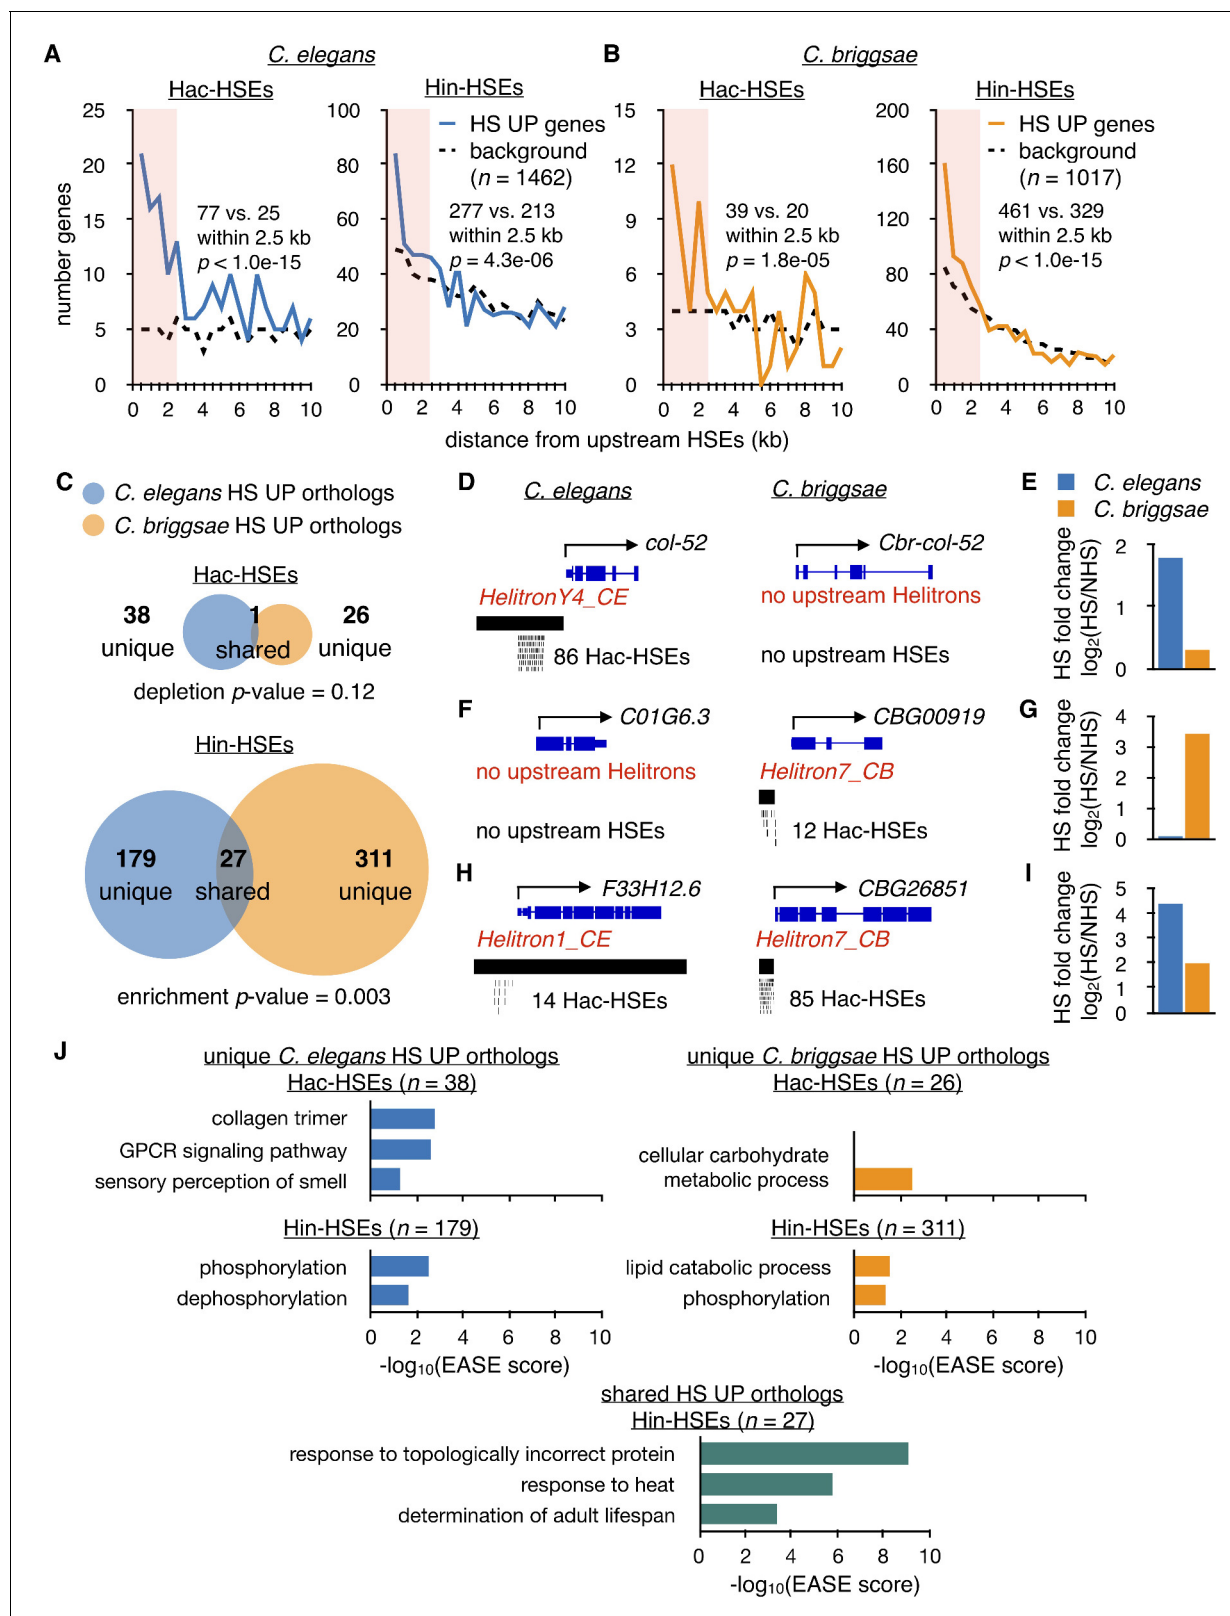 A
C. elegans
Hac-HSEs
Hin-HSEs
number genes
25
20
15
10
5
0
0 2 4 6 8 10
77 vs. 25
within 2.5 kb
p < 1.0e-15
100
80
60
40
20
0
0 2 4 6 8 10
HS UP genes
background
(n = 1462)
277 vs. 213
within 2.5 kb
p = 4.3e-06
B
C. briggsae
Hac-HSEs
Hin-HSEs
15
12
9
6
3
0
0 2 4 6 8 10
39 vs. 20
within 2.5 kb
p = 1.8e-05
200
160
120
80
40
0
0 2 4 6 8 10
HS UP genes
background
(n = 1017)
461 vs. 329
within 2.5 kb
p < 1.0e-15
distance from upstream HSEs (kb)
C
C. elegans HS UP orthologs
C. briggsae HS UP orthologs
Hac-HSEs
38
unique
1
shared
26
unique
depletion p-value = 0.12
Hin-HSEs
179
unique
27
shared
311
unique
enrichment p-value = 0.003
D
C. elegans
C. briggsae
col-52
HelitronY4_CE
86 Hac-HSEs
Cbr-col-52
no upstream Helitrons
no upstream HSEs
E
C. elegans
C. briggsae
HS fold change
log2(HS/NHS)
2
1
0
F
C01G6.3
no upstream Helitrons
no upstream HSEs
CBG00919
Helitron7_CB
12 Hac-HSEs
G
HS fold change
log2(HS/NHS)
4
3
2
1
0
H
F33H12.6
Helitron1_CE
14 Hac-HSEs
CBG26851
Helitron7_CB
85 Hac-HSEs
I
HS fold change
log2(HS/NHS)
5
4
3
2
1
0
J
unique C. elegans HS UP orthologs
Hac-HSEs (n = 38)
collagen trimer
GPCR signaling pathway
sensory perception of smell
Hin-HSEs (n = 179)
phosphorylation
dephosphorylation
0 2 4 6 8 10
-log10(EASE score)
unique C. briggsae HS UP orthologs
Hac-HSEs (n = 26)
cellular carbohydrate
metabolic process
Hin-HSEs (n = 311)
lipid catabolic process
phosphorylation
0 2 4 6 8 10
-log10(EASE score)
shared HS UP orthologs
Hin-HSEs (n = 27)
response to topologically incorrect protein
response to heat
determination of adult lifespan
0 2 4 6 8 10
-log10(EASE score)